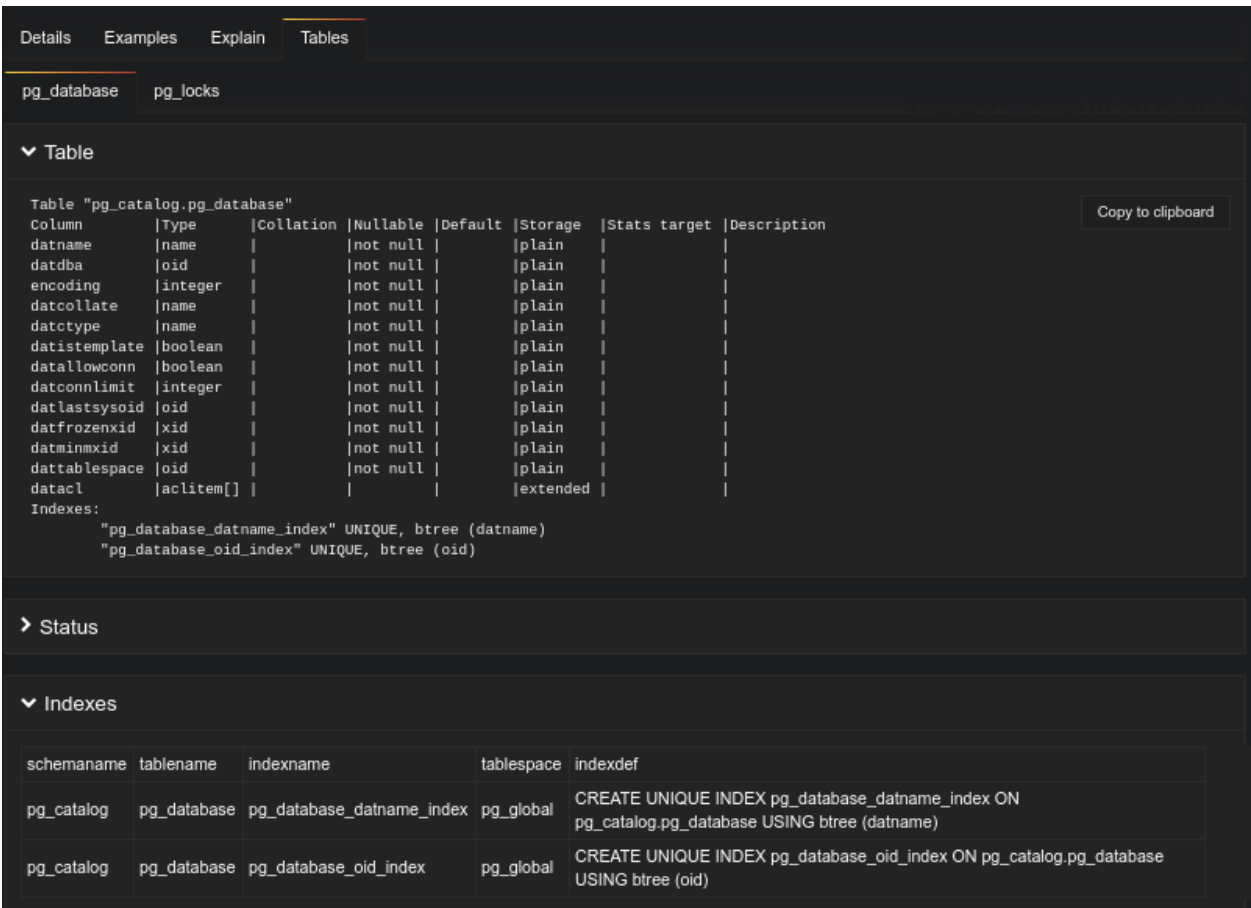 Details Examples Explain Tables
pg_database pg_locks
Table
Copy to clipboard
Table "pg_catalog.pg_database"
Column |Type |Collation |Nullable |Default |Storage |Stats target |Description
datname |name | |not null | |plain | |
datdba |oid | |not null | |plain | |
encoding |integer | |not null | |plain | |
datcollate |name | |not null | |plain | |
datctype |name | |not null | |plain | |
datistemplate |boolean | |not null | |plain | |
datallowconn |boolean | |not null | |plain | |
datconnlimit |integer | |not null | |plain | |
datlastsysoid |oid | |not null | |plain | |
datfrozenxid |xid | |not null | |plain | |
datminmxid |xid | |not null | |plain | |
dattablespace |oid | |not null | |plain | |
datacl |aclitem[] | | | |extended | |
Indexes:
"pg_database_datname_index" UNIQUE, btree (datname)
"pg_database_oid_index" UNIQUE, btree (oid)
Status
Indexes
schemaname tablename indexname tablespace indexdef
pg_catalog pg_database pg_database_datname_index pg_global CREATE UNIQUE INDEX pg_database_datname_index ON
pg_catalog.pg_database USING btree (datname)
pg_catalog pg_database pg_database_oid_index pg_global CREATE UNIQUE INDEX pg_database_oid_index ON pg_catalog.pg_database
USING btree (oid)